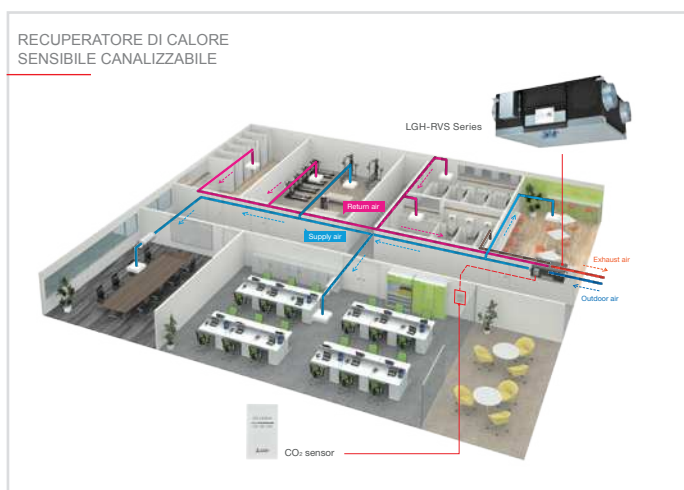 RECUPERATORE DI CALORE
SENSIBILE CANALIZZABILE
LGH-RVS Series
Return air
Supply air
Exhaust air
Outdoor air
CO₂ sensor